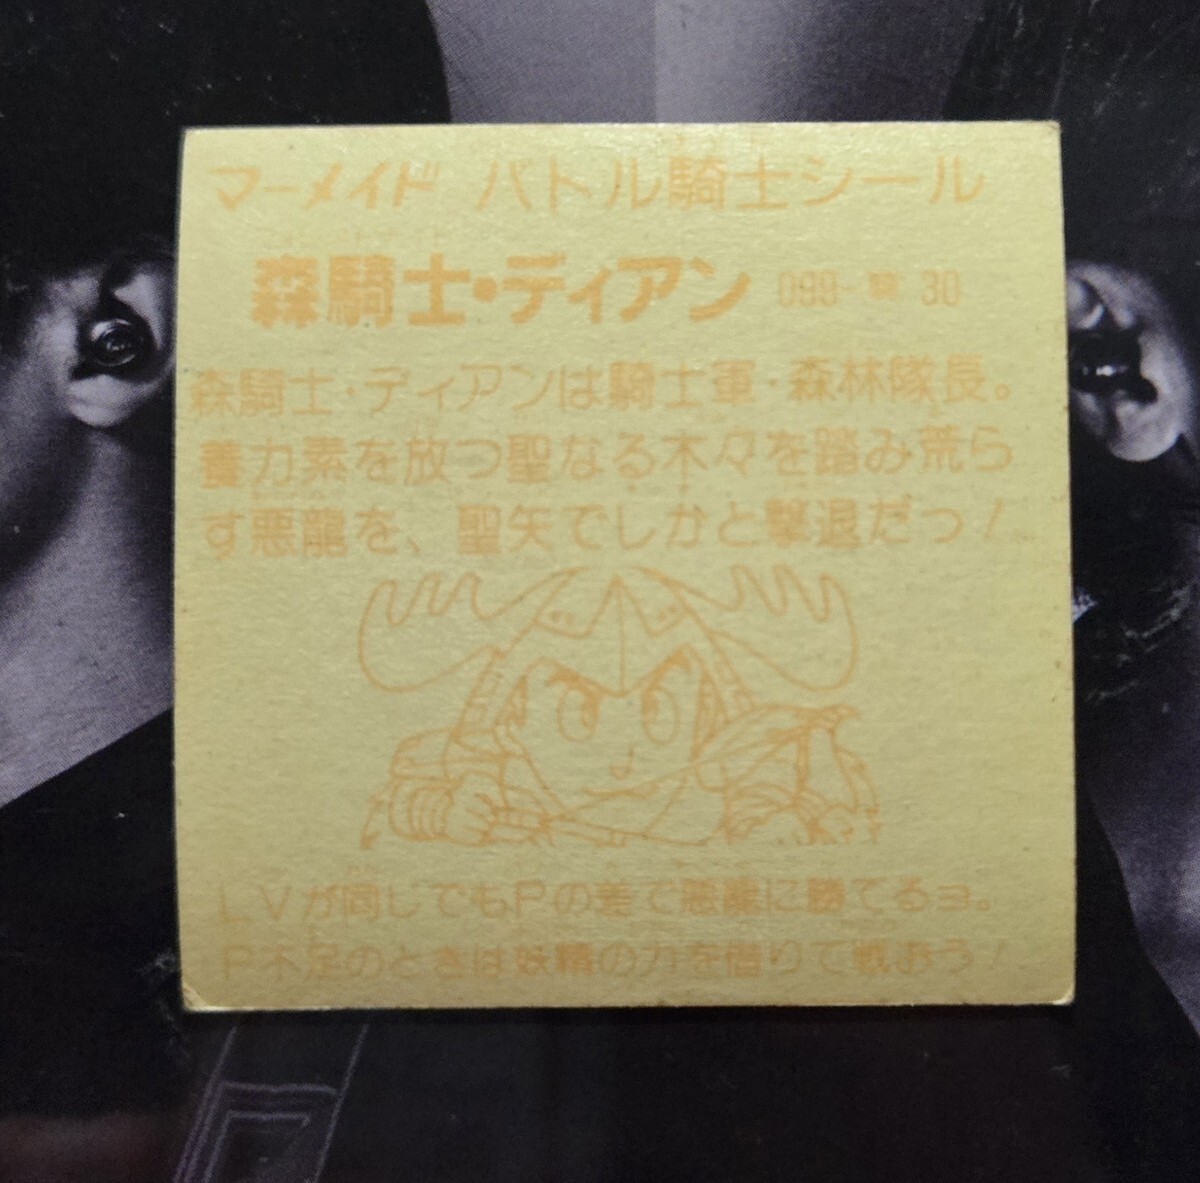 マーメイド バトル騎士シール
森騎士・ディアン 099- 30
森騎士・ディアンは騎士軍・森林隊長。
養力素を放つ聖なる木々を踏み荒ら
す悪龍を、聖矢でしかと撃退だっ！
LVが同じでもPの差で悪龍に勝てるョ。
P不足のときは妖精の力を借りて戦おう！